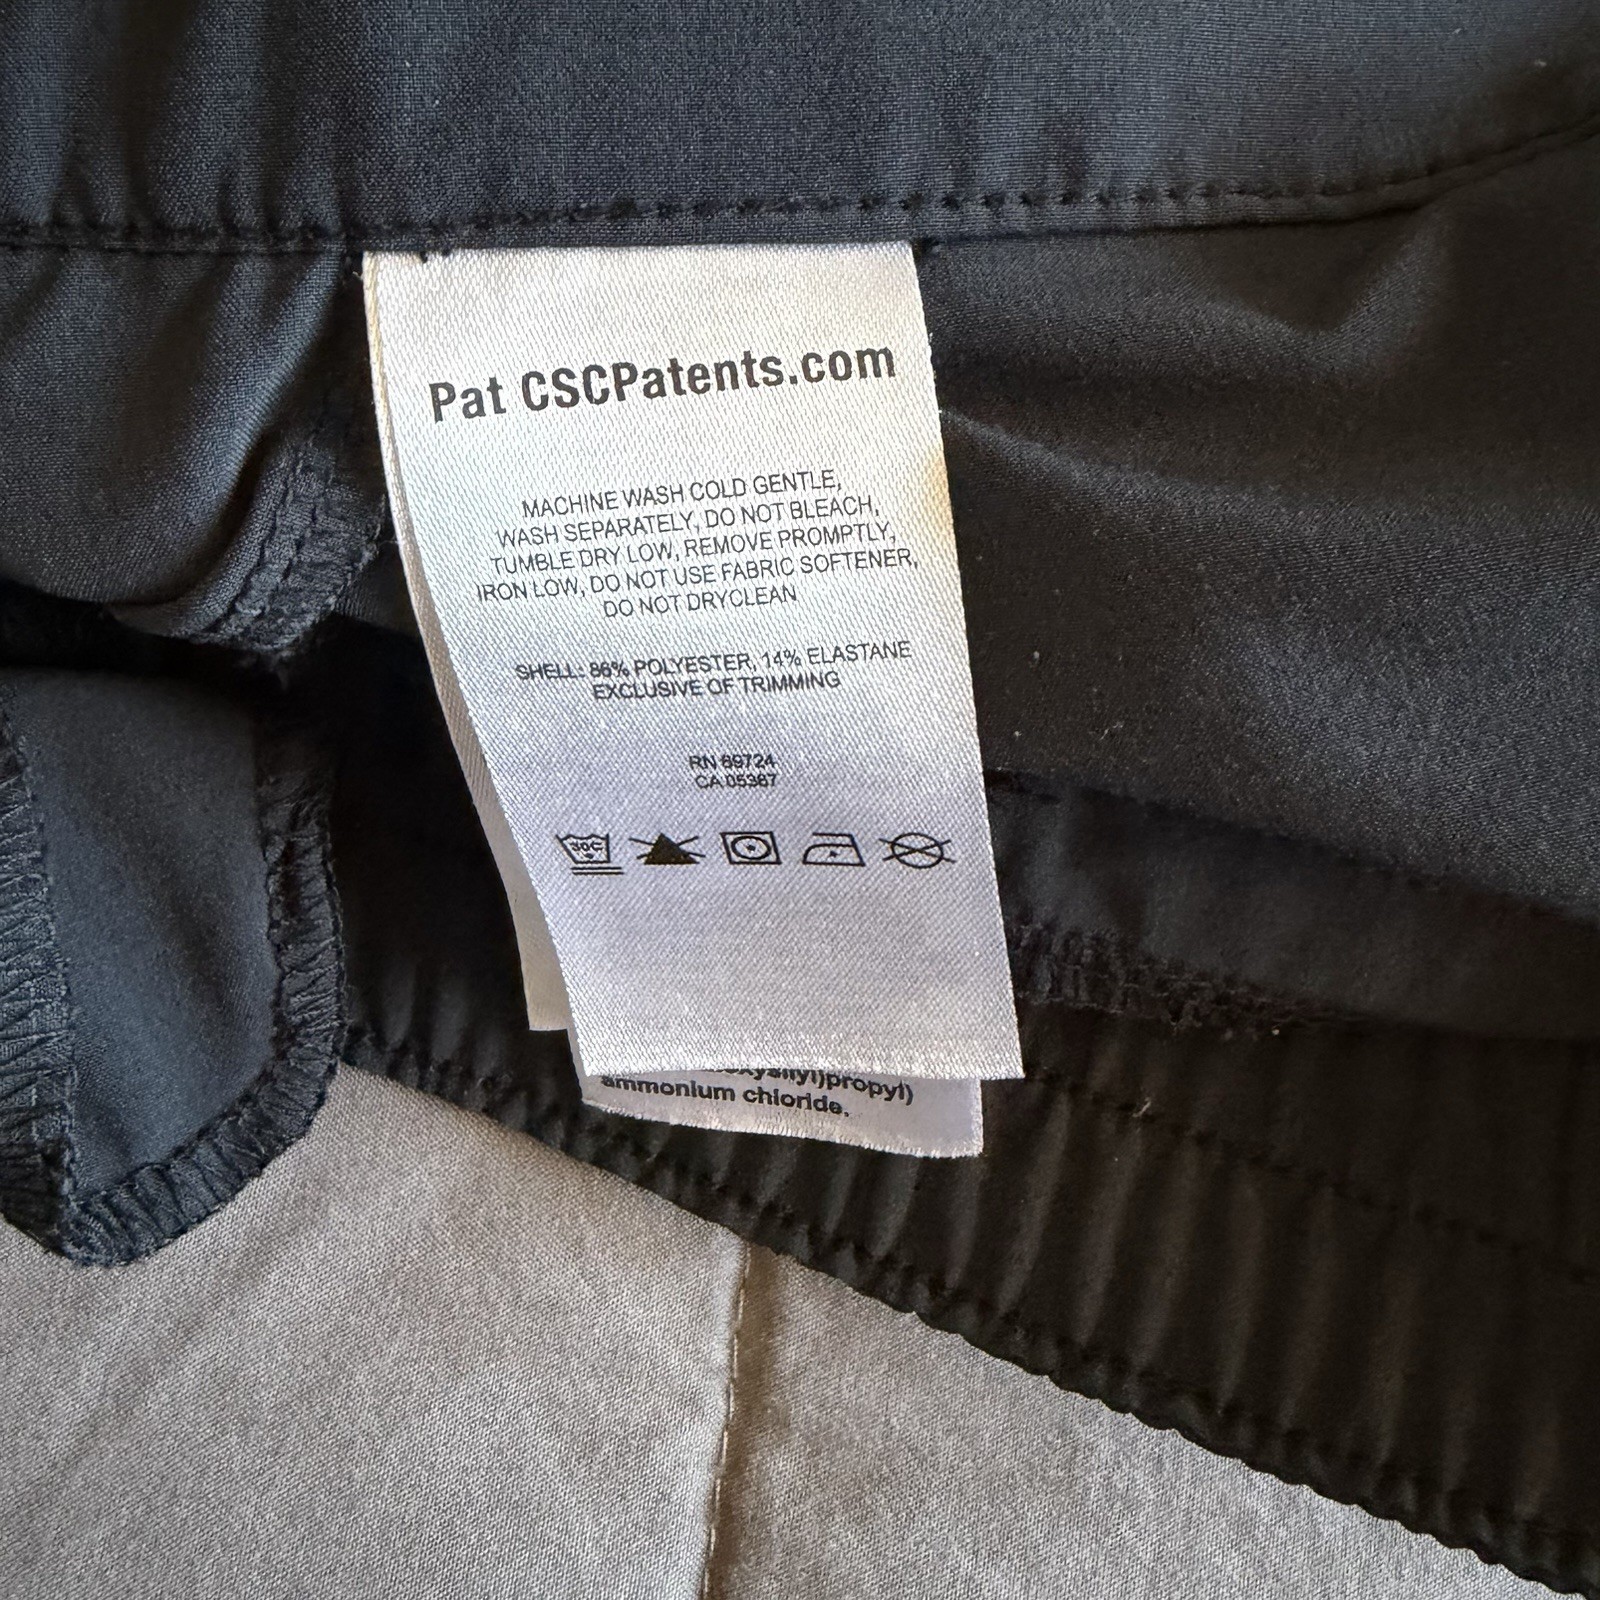 Pat CSCPatents.com
MACHINE WASH COLD GENTLE,
WASH SEPARATELY, DO NOT BLEACH,
TUMBLE DRY LOW, REMOVE PROMPTLY,
IRON LOW, DO NOT USE FABRIC SOFTENER,
DO NOT DRYCLEAN
SHELL: 86% POLYESTER, 14% ELASTANE
EXCLUSIVE OF TRIMMING
RN 69724
CA 05367
30C
propyl)
ammonium chloride.